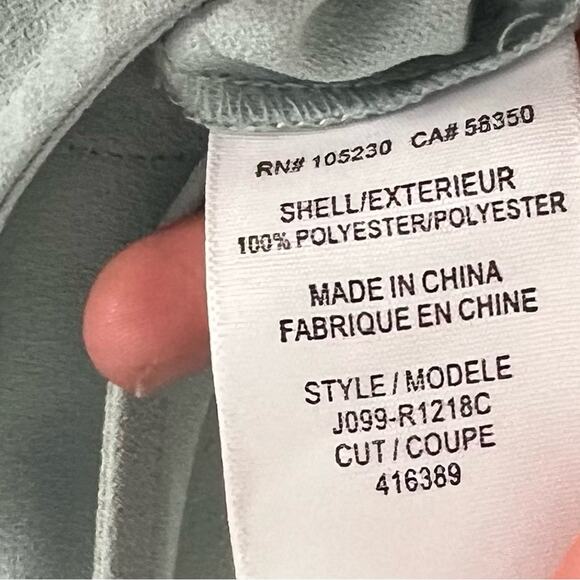 RN# 105230 CA# 56350
SHELL/EXTERIEUR
100% POLYESTER/POLYESTER
MADE IN CHINA
FABRIQUE EN CHINE
STYLE / MODELE
J099-R1218C
CUT / COUPE
416389